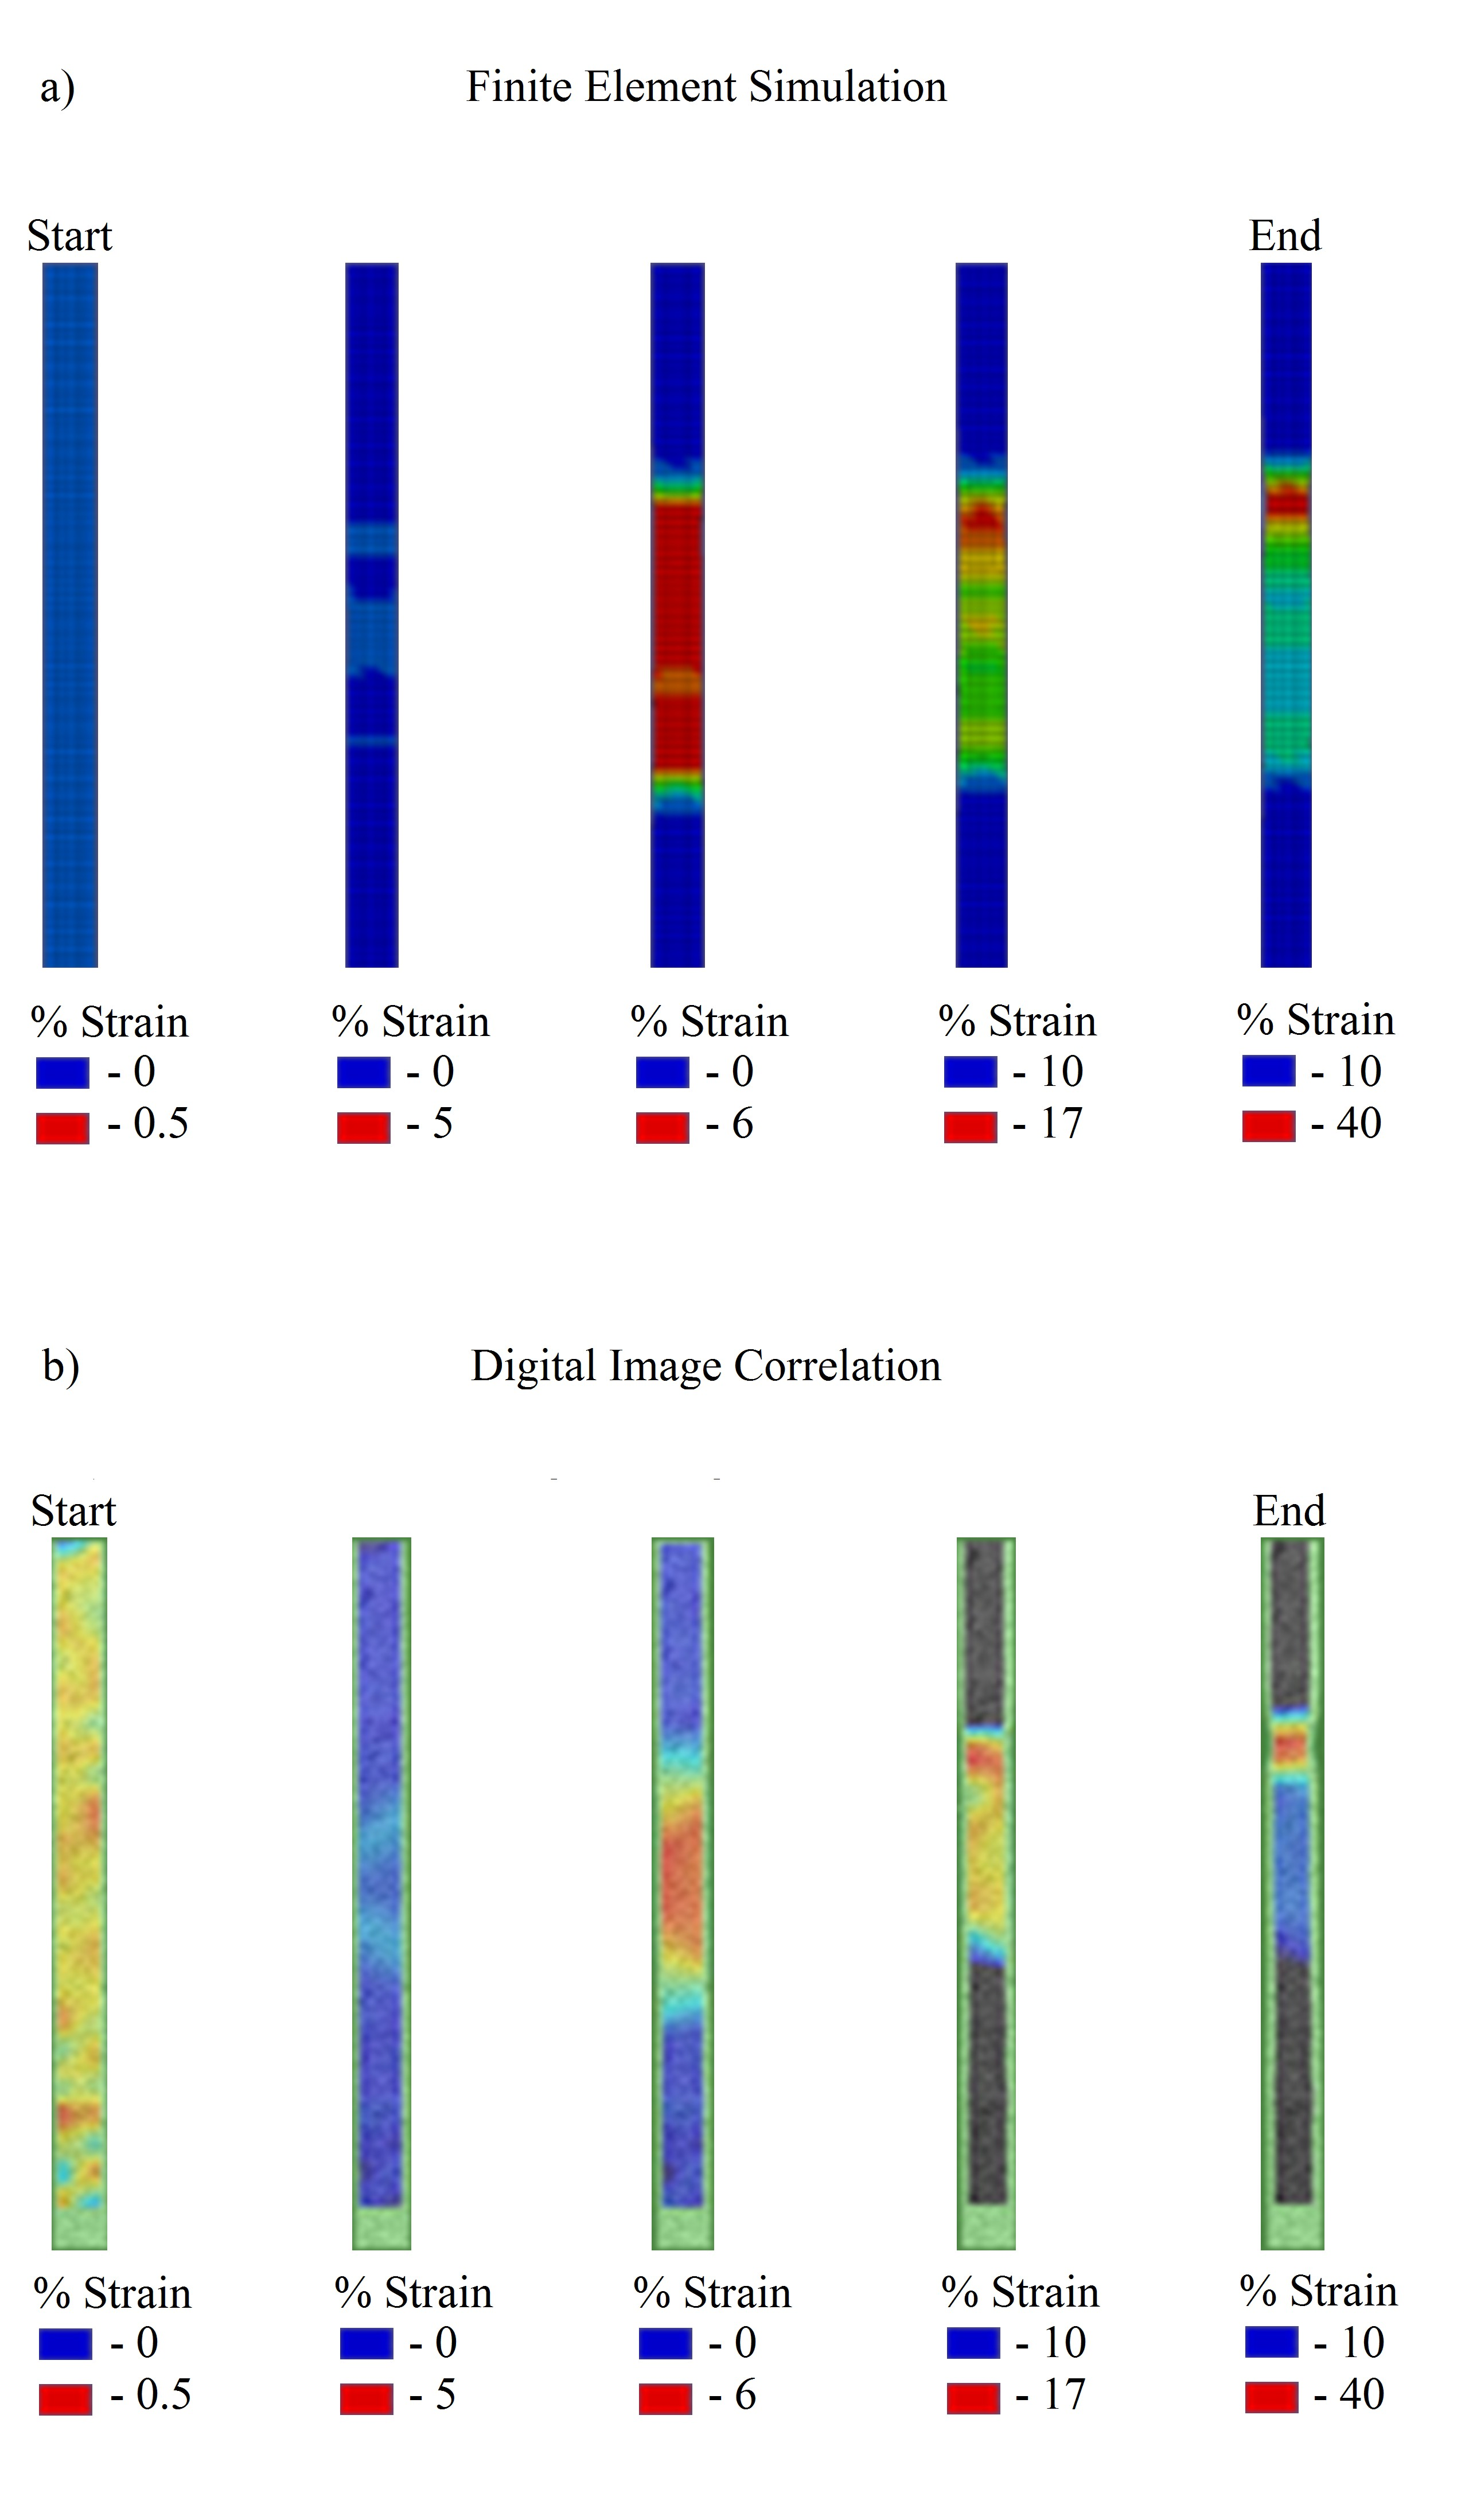 a) Finite Element Simulation
Start End
% Strain % Strain % Strain % Strain % Strain
- 0 - 0 - 0 - 10 - 10
- 0.5 - 5 - 6 - 17 - 40
b) Digital Image Correlation
Start End
% Strain % Strain % Strain % Strain % Strain
- 0 - 0 - 0 - 10 - 10
- 0.5 - 5 - 6 - 17 - 40